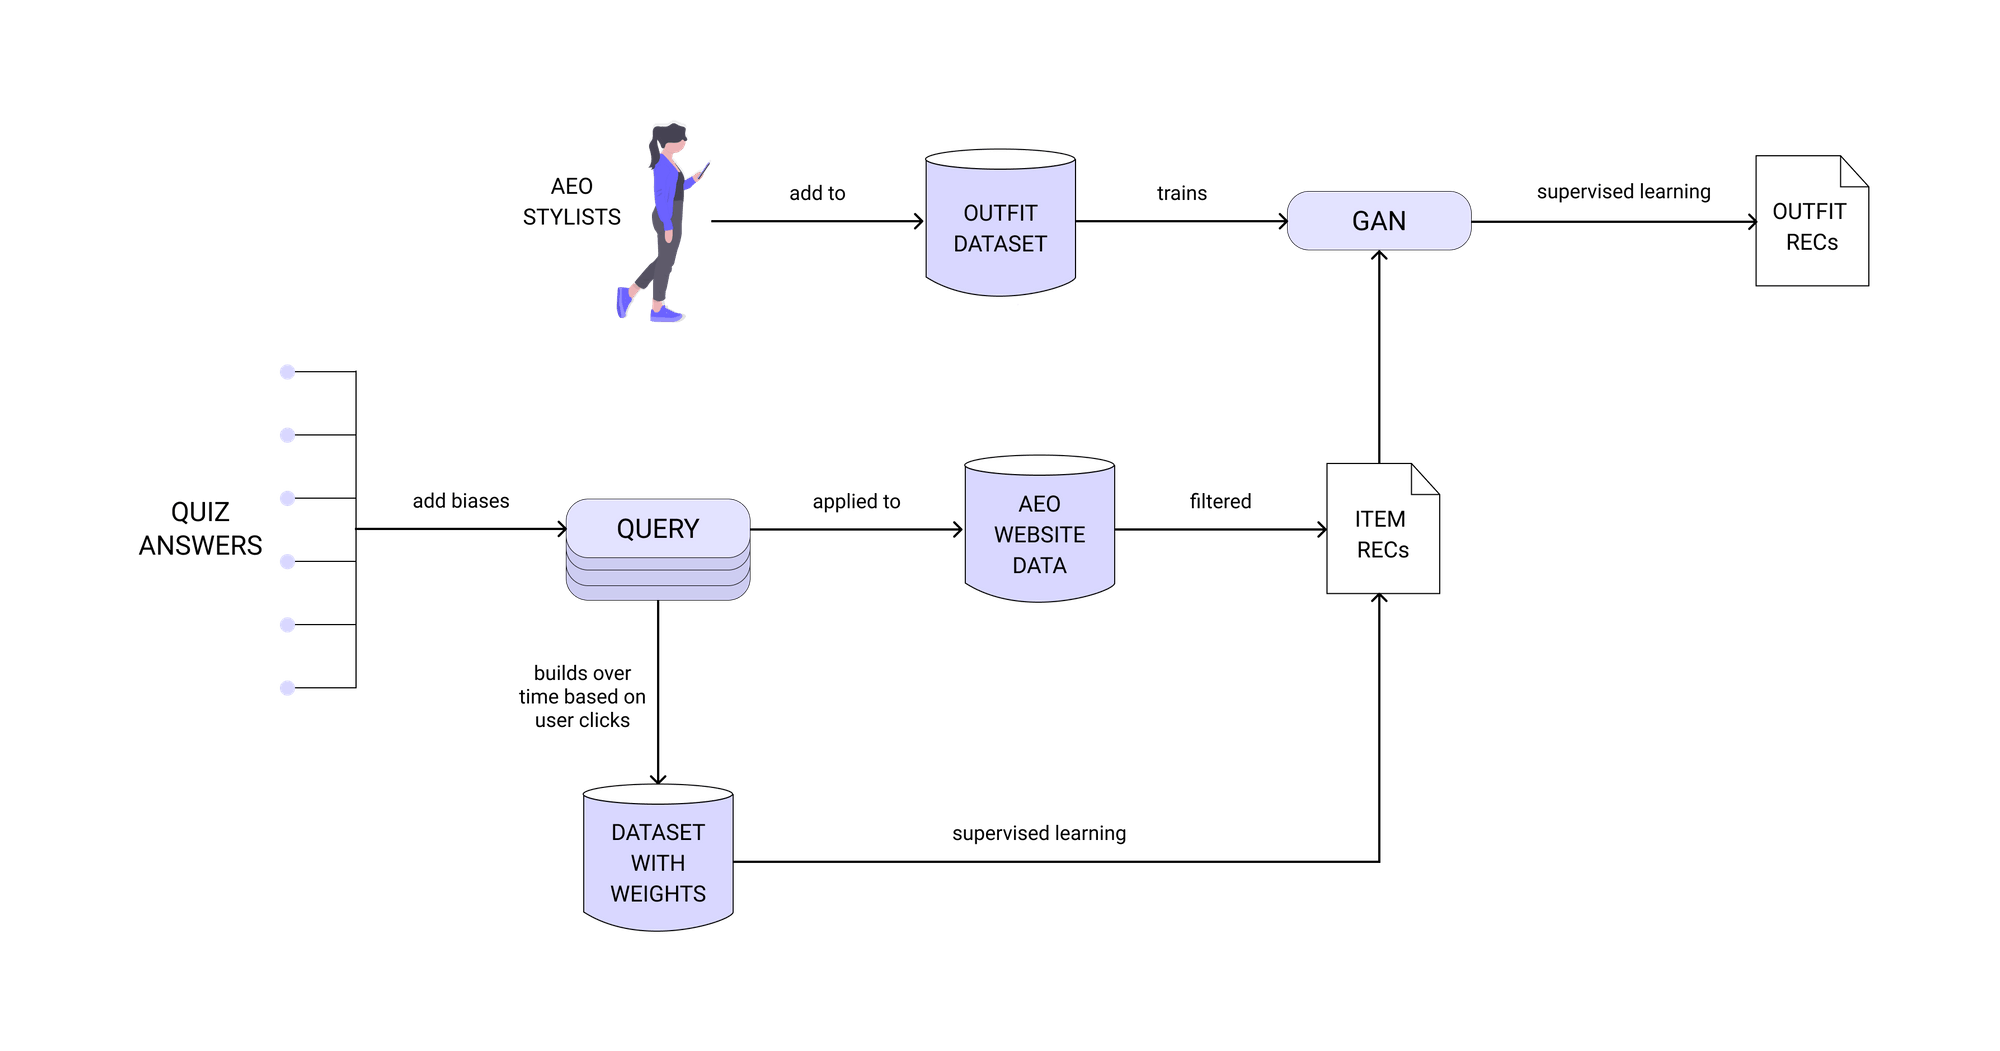 AEO
STYLISTS
add to
OUTFIT
DATASET
trains
GAN
supervised learning
OUTFIT
RECs
QUIZ
ANSWERS
add biases
QUERY
applied to
AEO
WEBSITE
DATA
filtered
ITEM
RECs
builds over
time based on
user clicks
DATASET
WITH
WEIGHTS
supervised learning